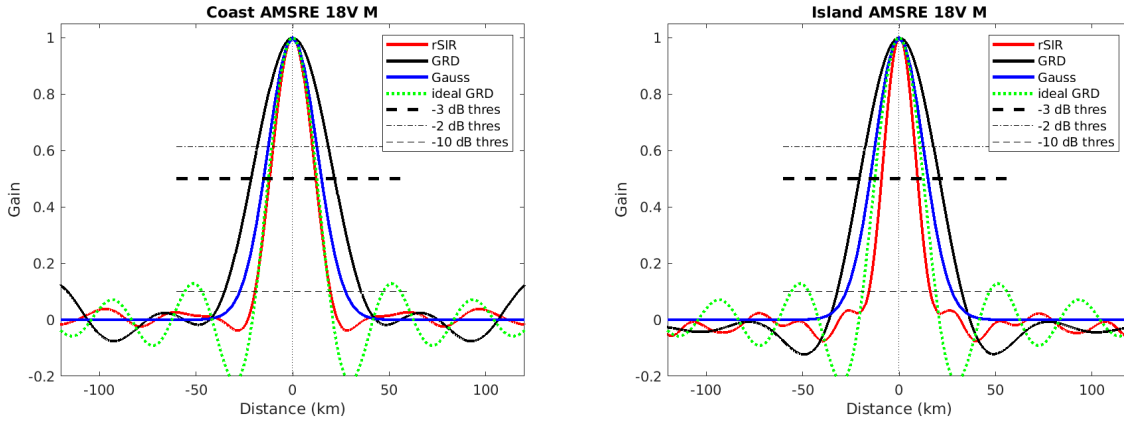 Coast AMSRE 18V M
1
0.8
0.6
0.4
0.2
0
-0.2
Gain
-100
-50
0
50
100
Distance (km)
rSIR
GRD
Gauss
ideal GRD
-3 dB thres
-2 dB thres
-10 dB thres
Island AMSRE 18V M
1
0.8
0.6
0.4
0.2
0
-0.2
Gain
-100
-50
0
50
100
Distance (km)
rSIR
GRD
Gauss
ideal GRD
-3 dB thres
-2 dB thres
-10 dB thres